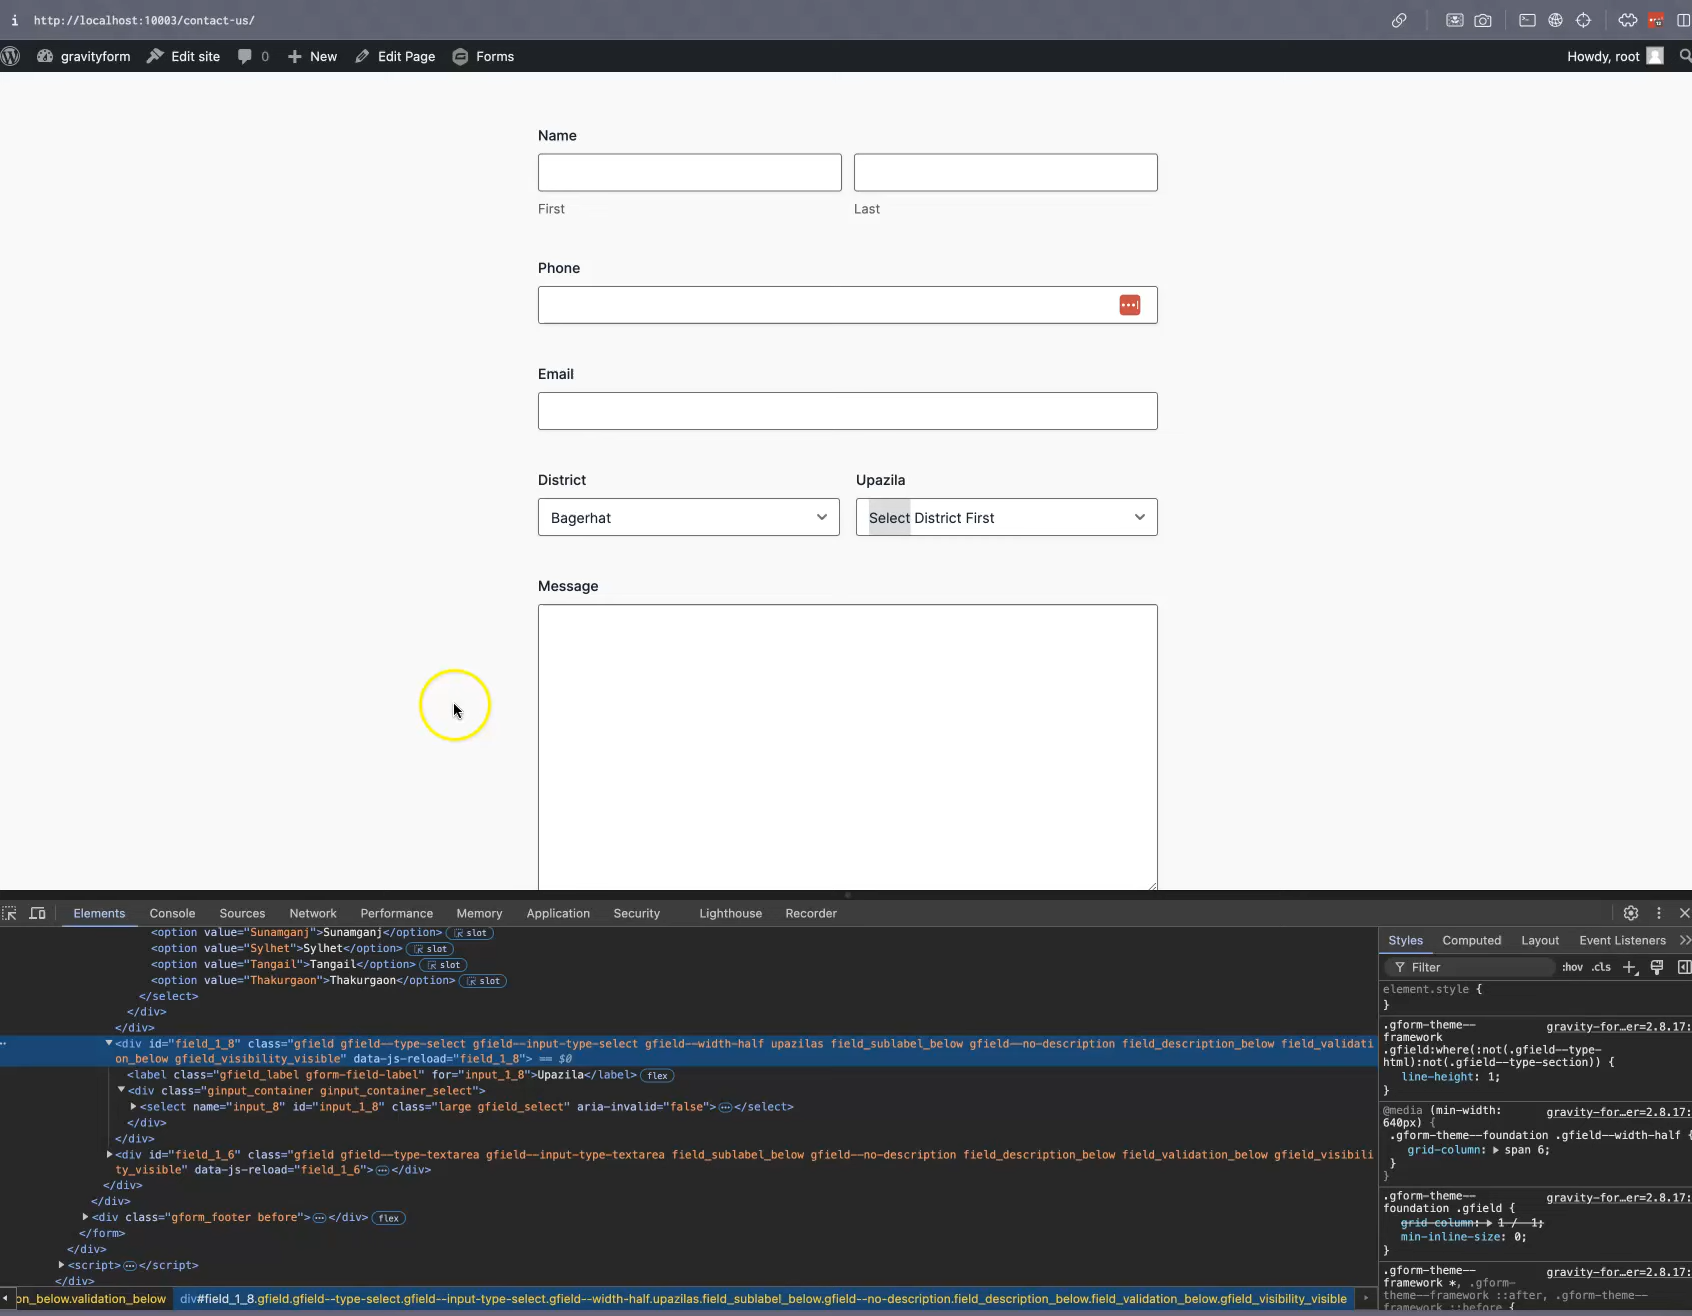 http://localhost:10003/contact-us/
gravityform Edit site 0 New Edit Page Forms Howdy, root
Name
First Last
Phone
Email
District Upazila
Bagerhat Select District First
Message
Elements Console Sources Network Performance Memory Application Security Lighthouse Recorder
<option value="Sunamganj">Sunamganj</option> slot
<option value="Sylhet">Sylhet</option> slot
<option value="Tangail">Tangail</option> slot
<option value="Thakurgaon">Thakurgaon</option> slot
</select>
</div>
</div>
<div id="field_1_8" class="gfield gfield--type-select gfield--input-type-select gfield--width-half upazilas field_sublabel_below gfield--no-description field_description_below field_validati
on_below gfield_visibility_visible" data-js-reload="field_1_8"> == $0
<label class="gfield_label gform-field-label" for="input_1_8">Upazila</label> flex
<div class="ginput_container ginput_container_select">
<select name="input_8" id="input_1_8" class="large gfield_select" aria-invalid="false"></select>
</div>
</div>
<div id="field_1_6" class="gfield gfield--type-textarea gfield--input-type-textarea field_sublabel_below gfield--no-description field_description_below field_validation_below gfield_visibili
ty_visible" data-js-reload="field_1_6"></div>
</div>
</div>
<div class="gform_footer before"></div> flex
</form>
</div>
<script></script>
</div>
on_below.validation_below div#field_1_8.gfield.gfield--type-select.gfield--input-type-select.gfield--width-half.upazilas.field_sublabel_below.gfield--no-description.field_description_below.field_validation_below.gfield_visibility_visible
Styles Computed Layout Event Listeners
Filter :hov .cls
element.style {
}
.gform-theme-- gravity-for…er=2.8.17:
framework
.gfield:where(:not(.gfield--type-
html):not(.gfield--type-section)) {
line-height: 1;
}
@media (min-width: gravity-for…er=2.8.17:
640px) {
.gform-theme--foundation .gfield--width-half {
grid-column: span 6;
}
}
.gform-theme-- gravity-for…er=2.8.17:
foundation .gfield {
grid-column: 1 / -1;
min-inline-size: 0;
}
.gform-theme-- gravity-for…er=2.8.17:
framework *, .gform-
theme--framework ::after, .gform-theme--
framework ::before {